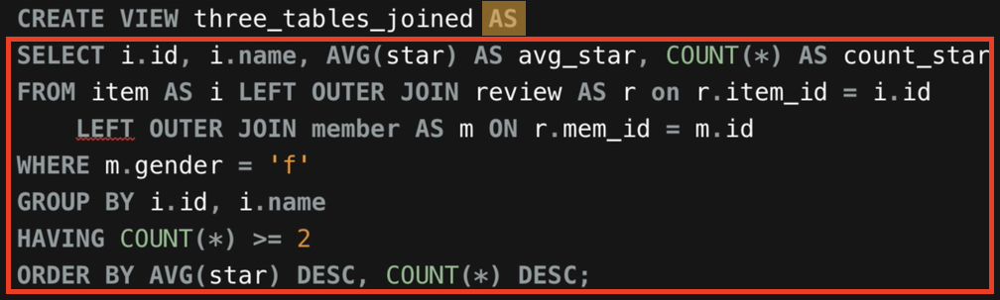 CREATE VIEW three_tables_joined AS
SELECT i.id, i.name, AVG(star) AS avg_star, COUNT(*) AS count_star
FROM item AS i LEFT OUTER JOIN review AS r on r.item_id = i.id
LEFT OUTER JOIN member AS m ON r.mem_id = m.id
WHERE m.gender = 'f'
GROUP BY i.id, i.name
HAVING COUNT(*) >= 2
ORDER BY AVG(star) DESC, COUNT(*) DESC;